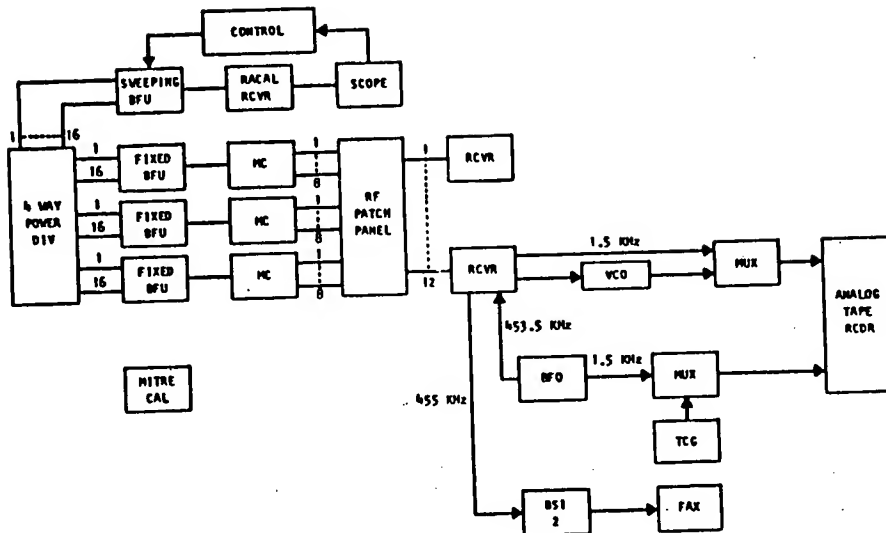 CONTROL
SWEEPING
BFU
RACAL
RCVR
SCOPE
1
16
4 WAY
POWER
DIV
1
16
FIXED
BFU
MC
1
8
1
16
FIXED
BFU
MC
1
8
1
16
FIXED
BFU
MC
1
8
RF
PATCH
PANEL
1
12
RCVR
RCVR
1.5 KHz
VCO
MUX
ANALOG
TAPE
RCDR
453.5 KHz
BFO
1.5 KHz
MUX
TCG
455 KHz
BSI
2
FAX
MITRE
CAL